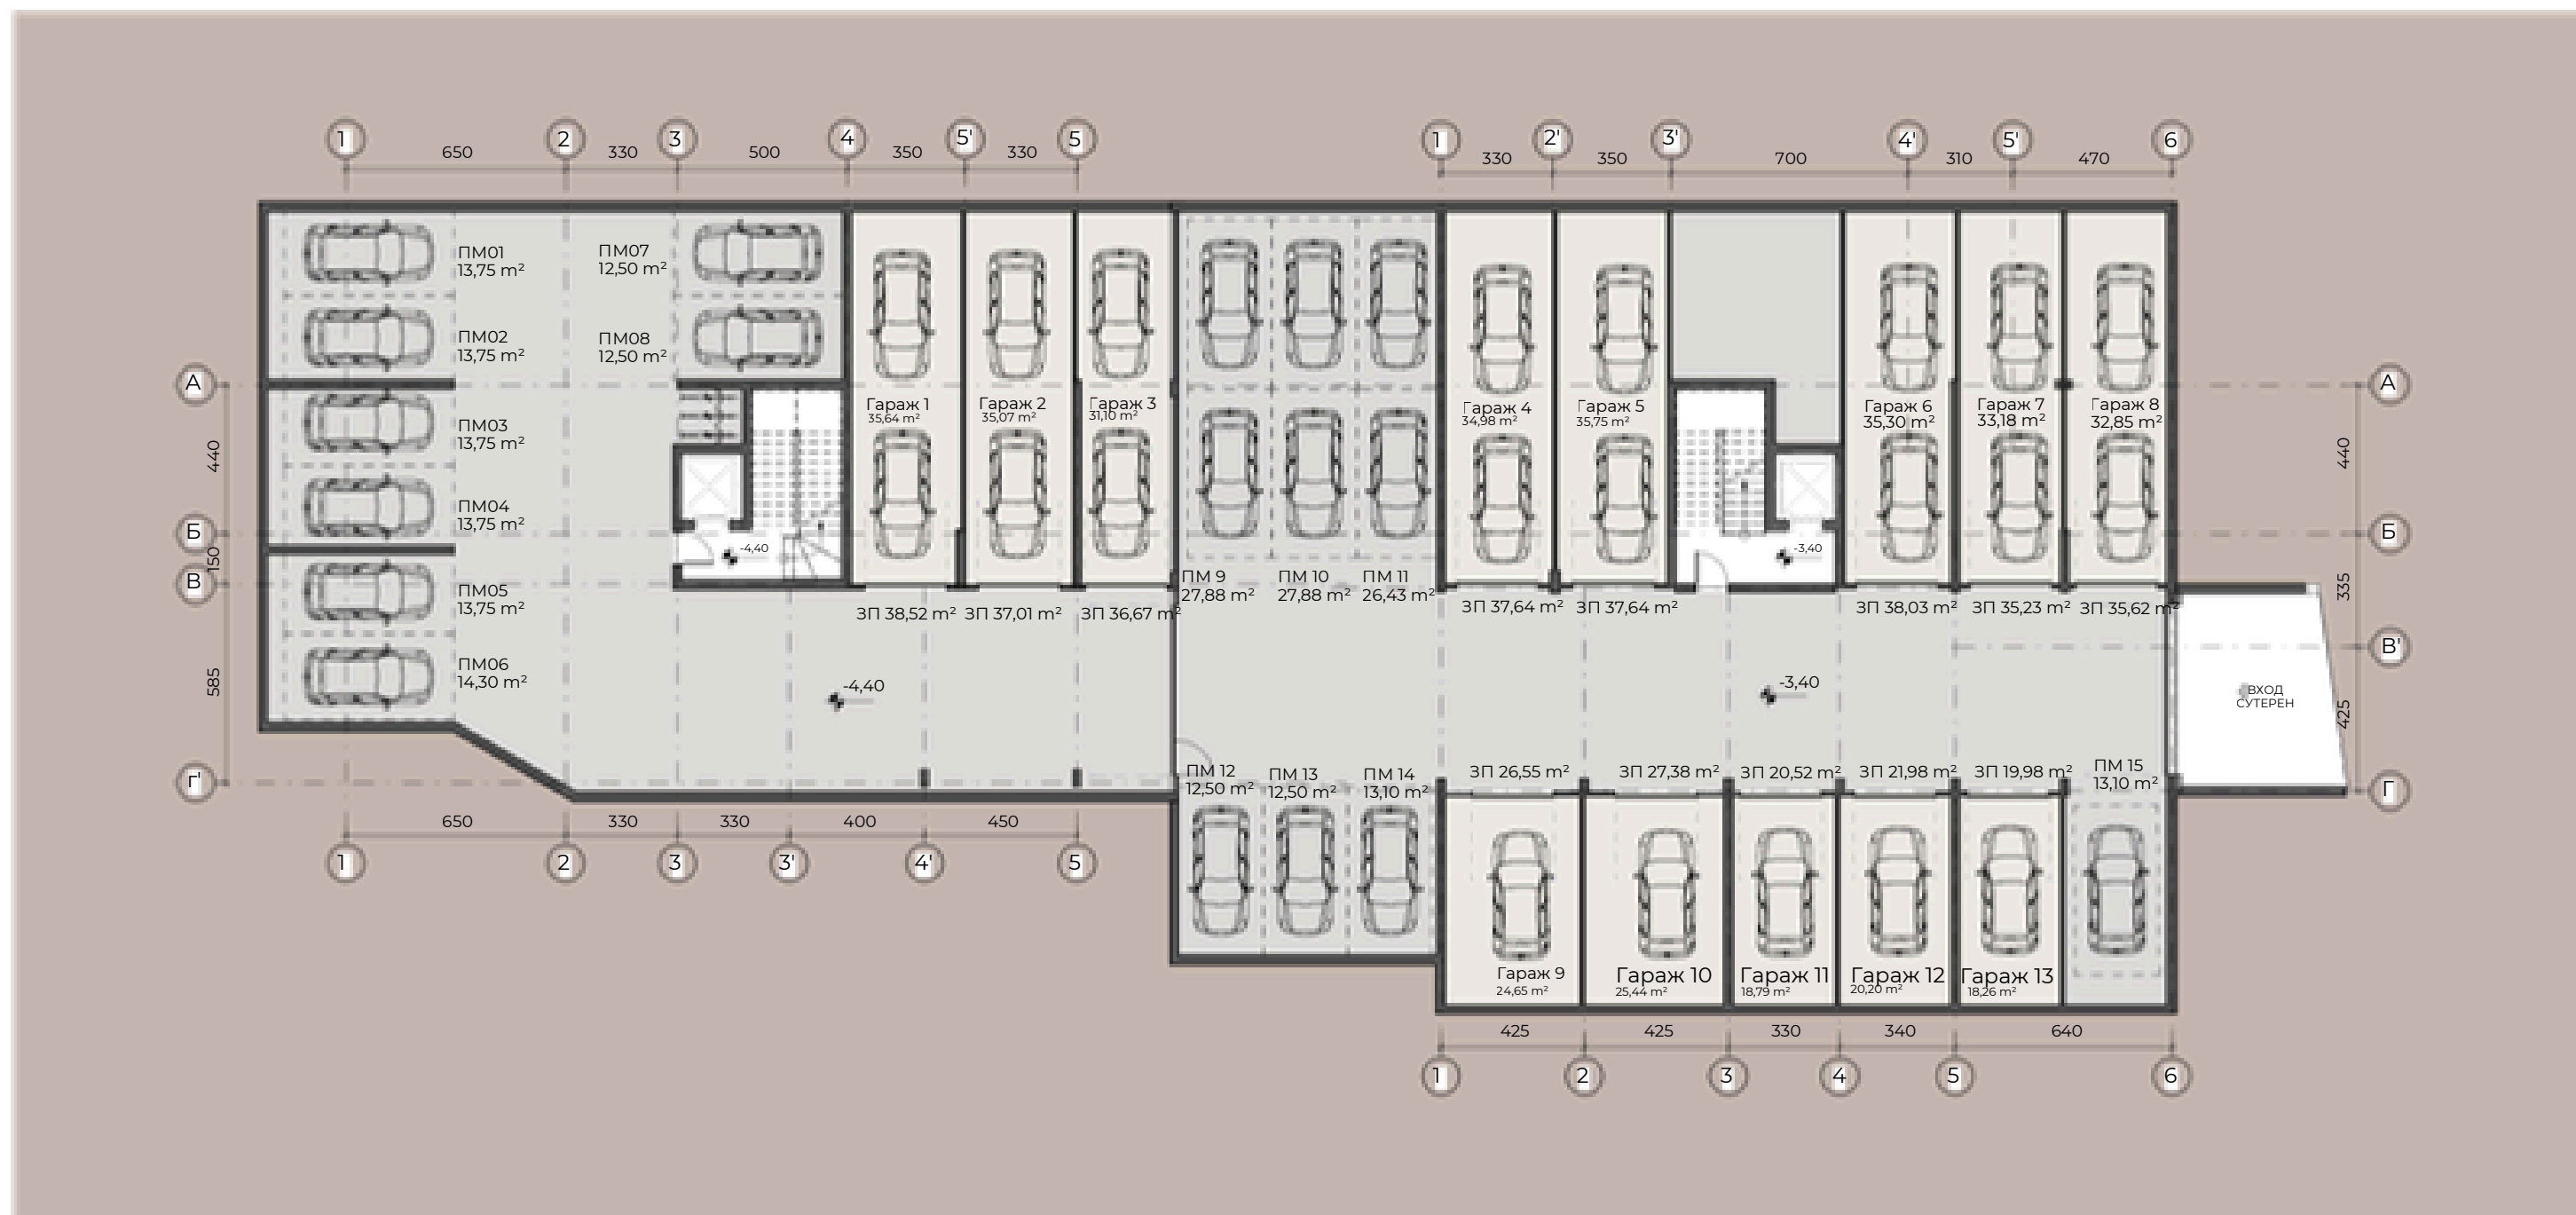 1
2
3
4
5'
5
650
330
500
350
330
1
2'
3'
4'
5'
6
330
350
700
310
470
ПМ01
13,75 m²
ПМ07
12,50 m²
ПМ02
13,75 m²
ПМ08
12,50 m²
ПМ03
13,75 m²
ПМ04
13,75 m²
ПМ05
13,75 m²
ПМ06
14,30 m²
А
Б
В
Г'
440
150
585
-4,40
Гараж 1
35,64 m²
Гараж 2
35,07 m²
Гараж 3
31,10 m²
ЗП 38,52 m²
ЗП 37,01 m²
ЗП 36,67 m²
-4,40
ПМ 9
27,88 m²
ПМ 10
27,88 m²
ПМ 11
26,43 m²
Гараж 4
34,98 m²
Гараж 5
35,75 m²
-3,40
Гараж 6
35,30 m²
Гараж 7
33,18 m²
Гараж 8
32,85 m²
ЗП 37,64 m²
ЗП 37,64 m²
ЗП 38,03 m²
ЗП 35,23 m²
ЗП 35,62 m²
-3,40
А
Б
В'
Г
440
335
425
ВХОД
СУТЕРЕН
ПМ 12
12,50 m²
ПМ 13
12,50 m²
ПМ 14
13,10 m²
ЗП 26,55 m²
ЗП 27,38 m²
ЗП 20,52 m²
ЗП 21,98 m²
ЗП 19,98 m²
ПМ 15
13,10 m²
Гараж 9
24,65 m²
Гараж 10
25,44 m²
Гараж 11
18,79 m²
Гараж 12
20,20 m²
Гараж 13
18,26 m²
650
330
330
400
450
1
2
3
3'
4'
5
425
425
330
340
640
1
2
3
4
5
6